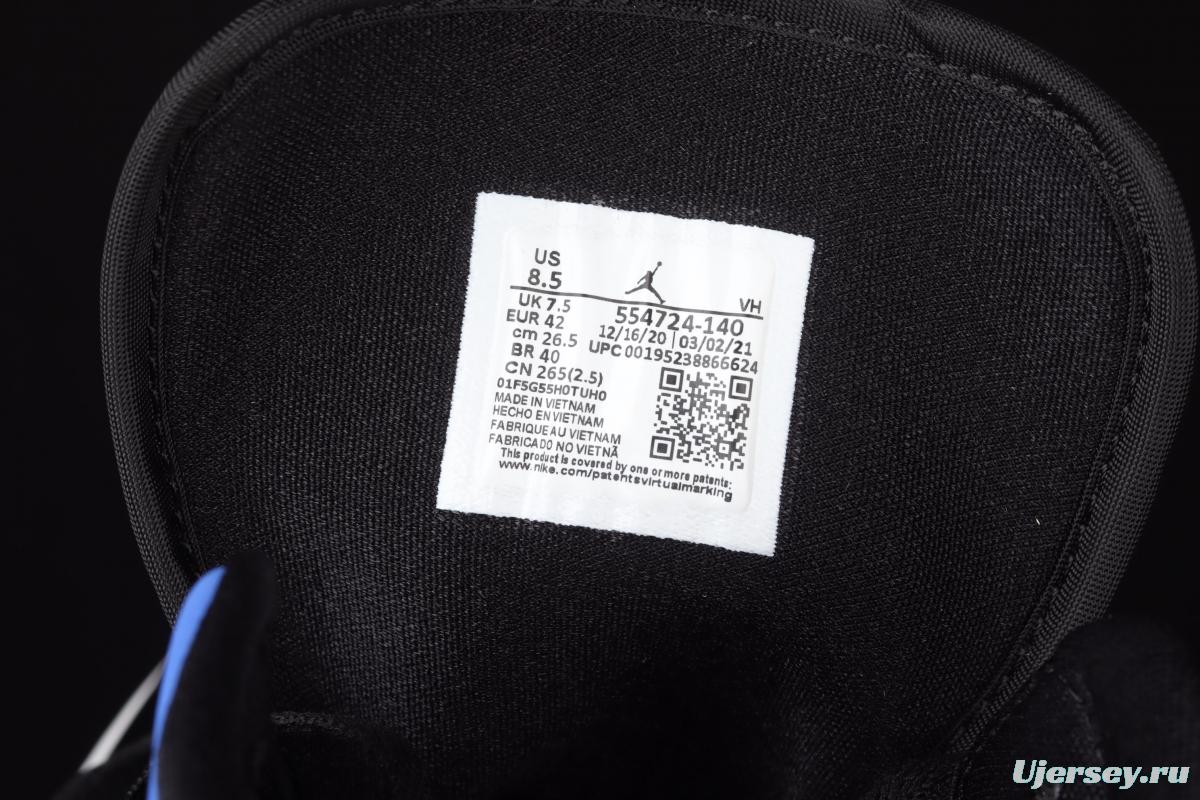 US
8.5
VH
UK 7.5
554724-140
EUR 42
12/16/20 | 03/02/21
cm 26.5
UPC 00195238866624
BR 40
CN 265(2.5)
01F5G55H0TUH0
MADE IN VIETNAM
HECHO EN VIETNAM
FABRIQUE AU VIETNAM
FABRICADO NO VIETNÃ
This product is covered by one or more patents:
www.nike.com/patentsvirtualmarking
Ujersey.ru